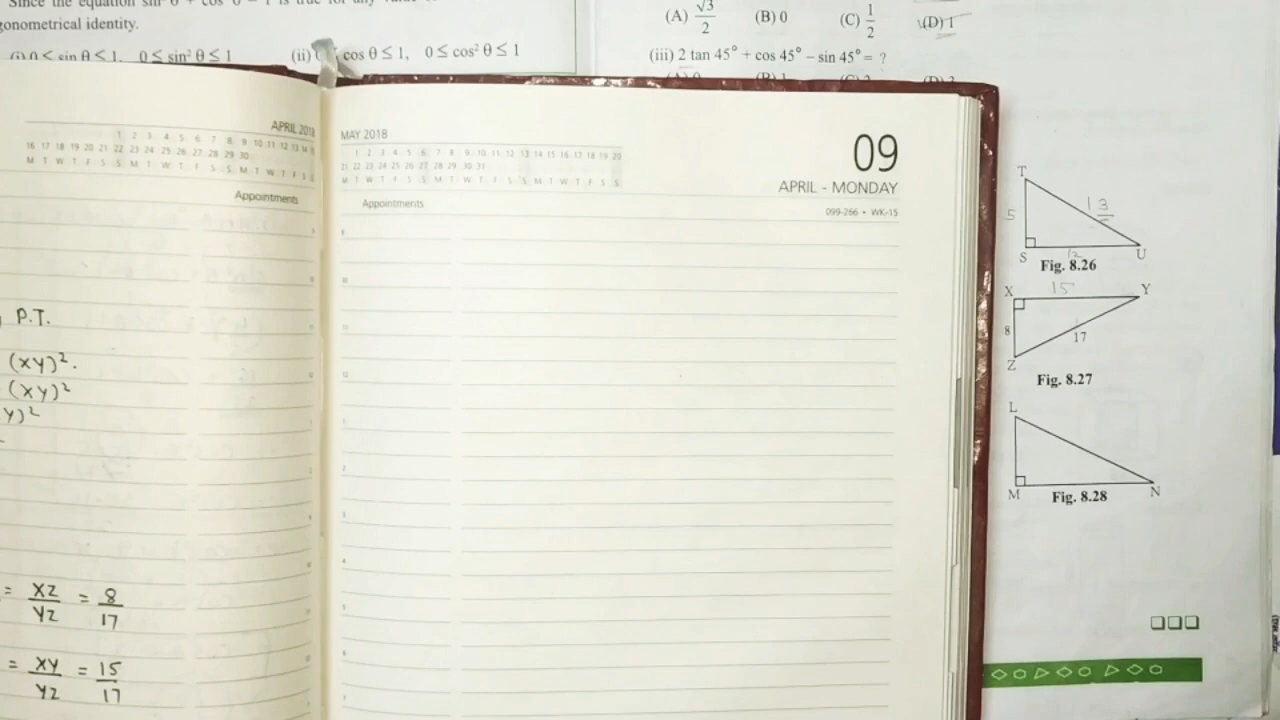 Since the equation sin² θ + cos² θ = 1 is true for any value
gonometrical identity.
(i) 0 ≤ sin θ ≤ 1, 0 ≤ sin² θ ≤ 1
(ii) cos θ ≤ 1, 0 ≤ cos² θ ≤ 1
(A) √3/2 (B) 0 (C) 1/2 (D) 1
(iii) 2 tan 45° + cos 45° – sin 45° = ?
(A) 0 (B) 1 (C) 2 (D) 3
APRIL 2018
1 2 3 4 5 6 7 8 9 10 11 12 13 14 15
16 17 18 19 20 21 22 23 24 25 26 27 28 29 30
M T W T F S S M T W T F S S M T W T F S S
Appointments
P.T.
(XY)².
(XY)²
Y)²
= XZ/YZ = 8/17
= XY/YZ = 15/17
MAY 2018
1 2 3 4 5 6 7 8 9 10 11 12 13 14 15 16 17 18 19 20
21 22 23 24 25 26 27 28 29 30 31
M T W T F S S M T W T F S S M T W T F S S
09
APRIL - MONDAY
099-266 • WK-15
Appointments
T
5
13
S
12
U
Fig. 8.26
X
15
Y
8
17
Z
Fig. 8.27
L
M
N
Fig. 8.28